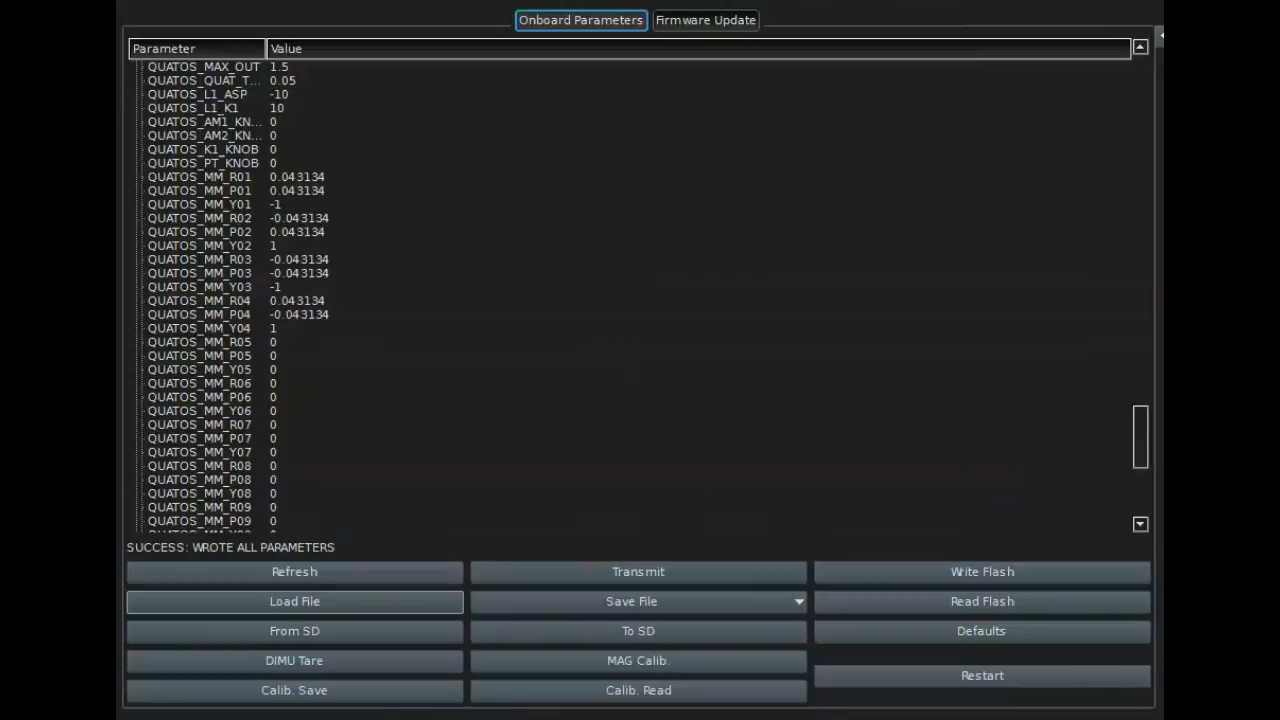 Onboard Parameters Firmware Update
Parameter Value
QUATOS_MAX_OUT 1.5
QUATOS_QUAT_T... 0.05
QUATOS_L1_ASP -10
QUATOS_L1_K1 10
QUATOS_AM1_KN... 0
QUATOS_AM2_KN... 0
QUATOS_K1_KNOB 0
QUATOS_PT_KNOB 0
QUATOS_MM_R01 0.043134
QUATOS_MM_P01 0.043134
QUATOS_MM_Y01 -1
QUATOS_MM_R02 -0.043134
QUATOS_MM_P02 0.043134
QUATOS_MM_Y02 1
QUATOS_MM_R03 -0.043134
QUATOS_MM_P03 -0.043134
QUATOS_MM_Y03 -1
QUATOS_MM_R04 0.043134
QUATOS_MM_P04 -0.043134
QUATOS_MM_Y04 1
QUATOS_MM_R05 0
QUATOS_MM_P05 0
QUATOS_MM_Y05 0
QUATOS_MM_R06 0
QUATOS_MM_P06 0
QUATOS_MM_Y06 0
QUATOS_MM_R07 0
QUATOS_MM_P07 0
QUATOS_MM_Y07 0
QUATOS_MM_R08 0
QUATOS_MM_P08 0
QUATOS_MM_Y08 0
QUATOS_MM_R09 0
QUATOS_MM_P09 0
SUCCESS: WROTE ALL PARAMETERS
Refresh Transmit Write Flash
Load File Save File Read Flash
From SD To SD Defaults
DIMU Tare MAG Calib.
Restart
Calib. Save Calib. Read